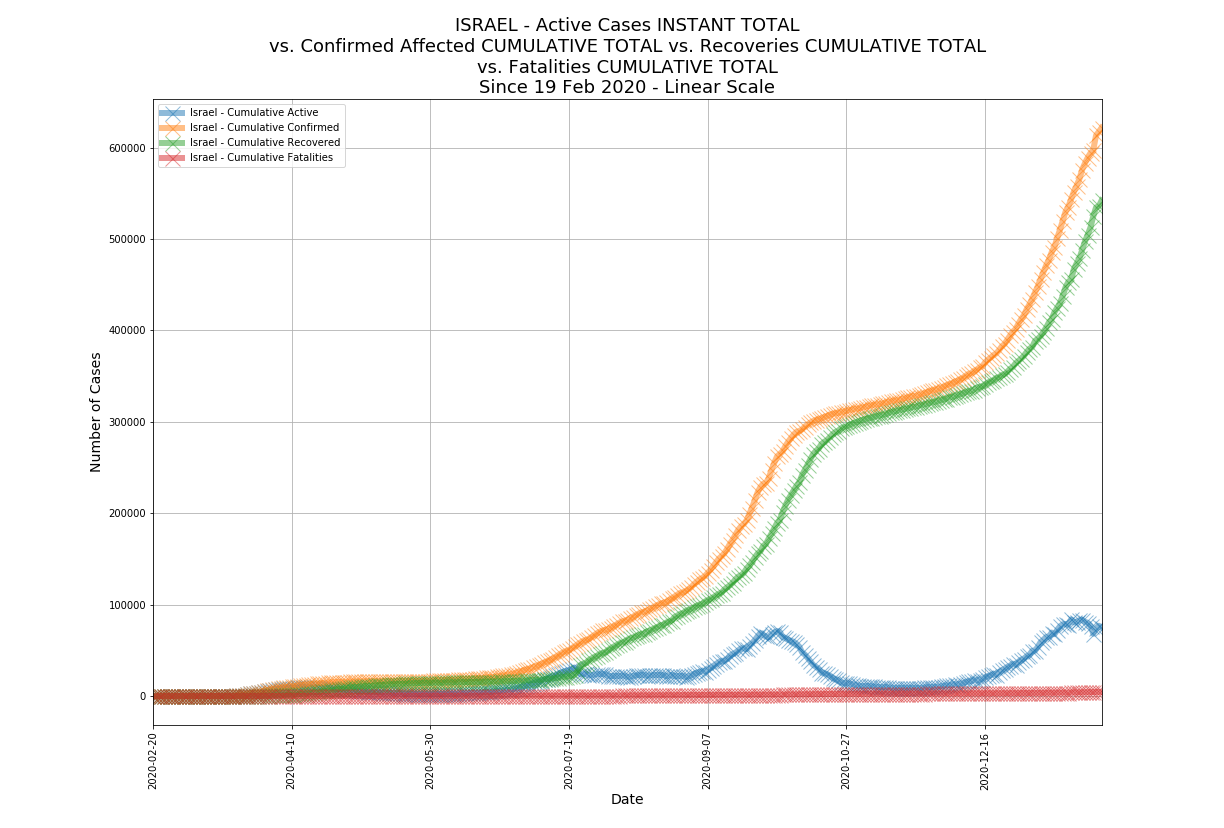 ISRAEL - Active Cases INSTANT TOTAL
vs. Confirmed Affected CUMULATIVE TOTAL vs. Recoveries CUMULATIVE TOTAL
vs. Fatalities CUMULATIVE TOTAL
Since 19 Feb 2020 - Linear Scale
Israel - Cumulative Active
Israel - Cumulative Confirmed
Israel - Cumulative Recovered
Israel - Cumulative Fatalities
Number of Cases
600000
500000
400000
300000
200000
100000
0
2020-02-20
2020-04-10
2020-05-30
2020-07-19
2020-09-07
2020-10-27
2020-12-16
Date